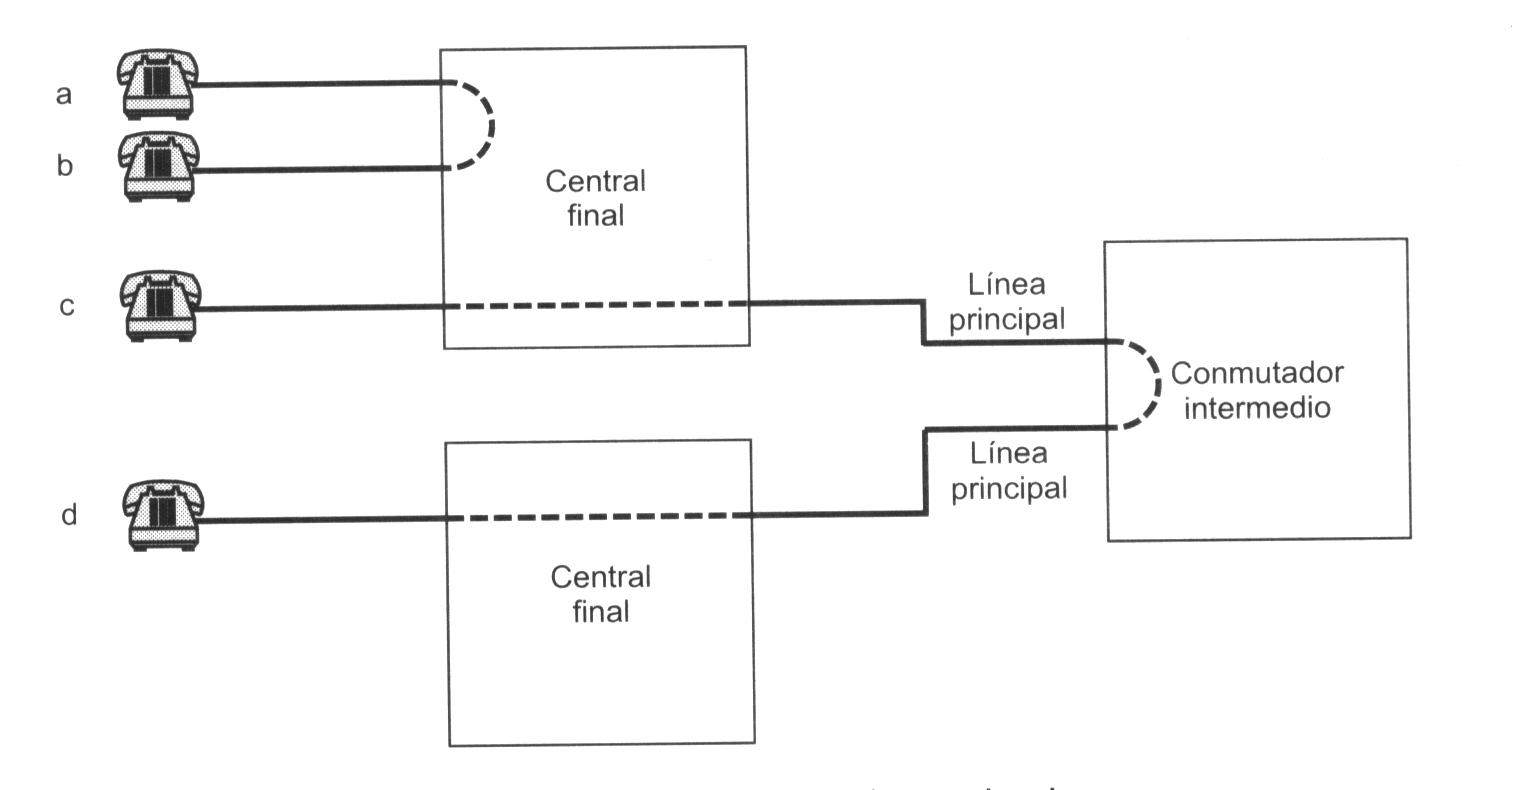 a
b
c
d
Central
final
Línea
principal
Conmutador
intermedio
Línea
principal
Central
final